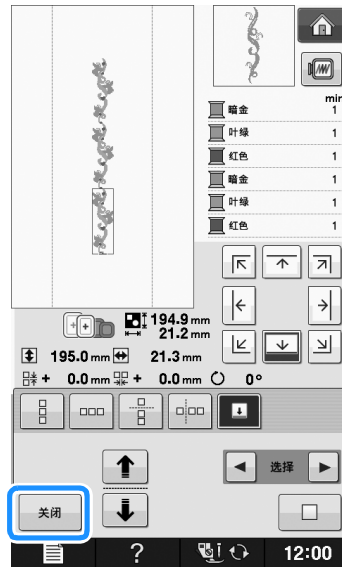 min
暗金 1
叶绿 1
红色 1
暗金 1
叶绿 1
红色 1
194.9 mm
21.2 mm
195.0 mm 21.3 mm
+ 0.0 mm + 0.0 mm 0°
选择
关闭
? 12:00